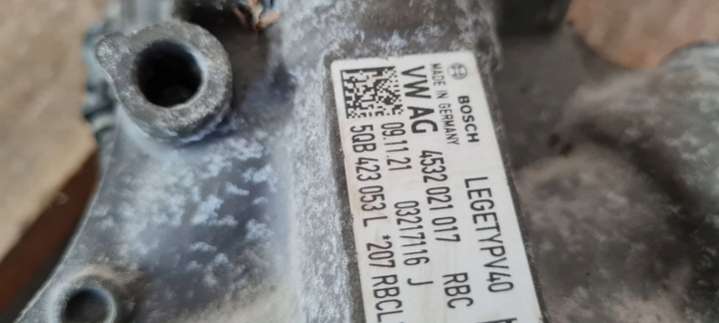 BOSCH LEGETYPV40
MADE IN GERMANY
VW AG 4532 021 017 RBC
09.11.21 03217116 J
5QB 423 053 L *207 RBCL